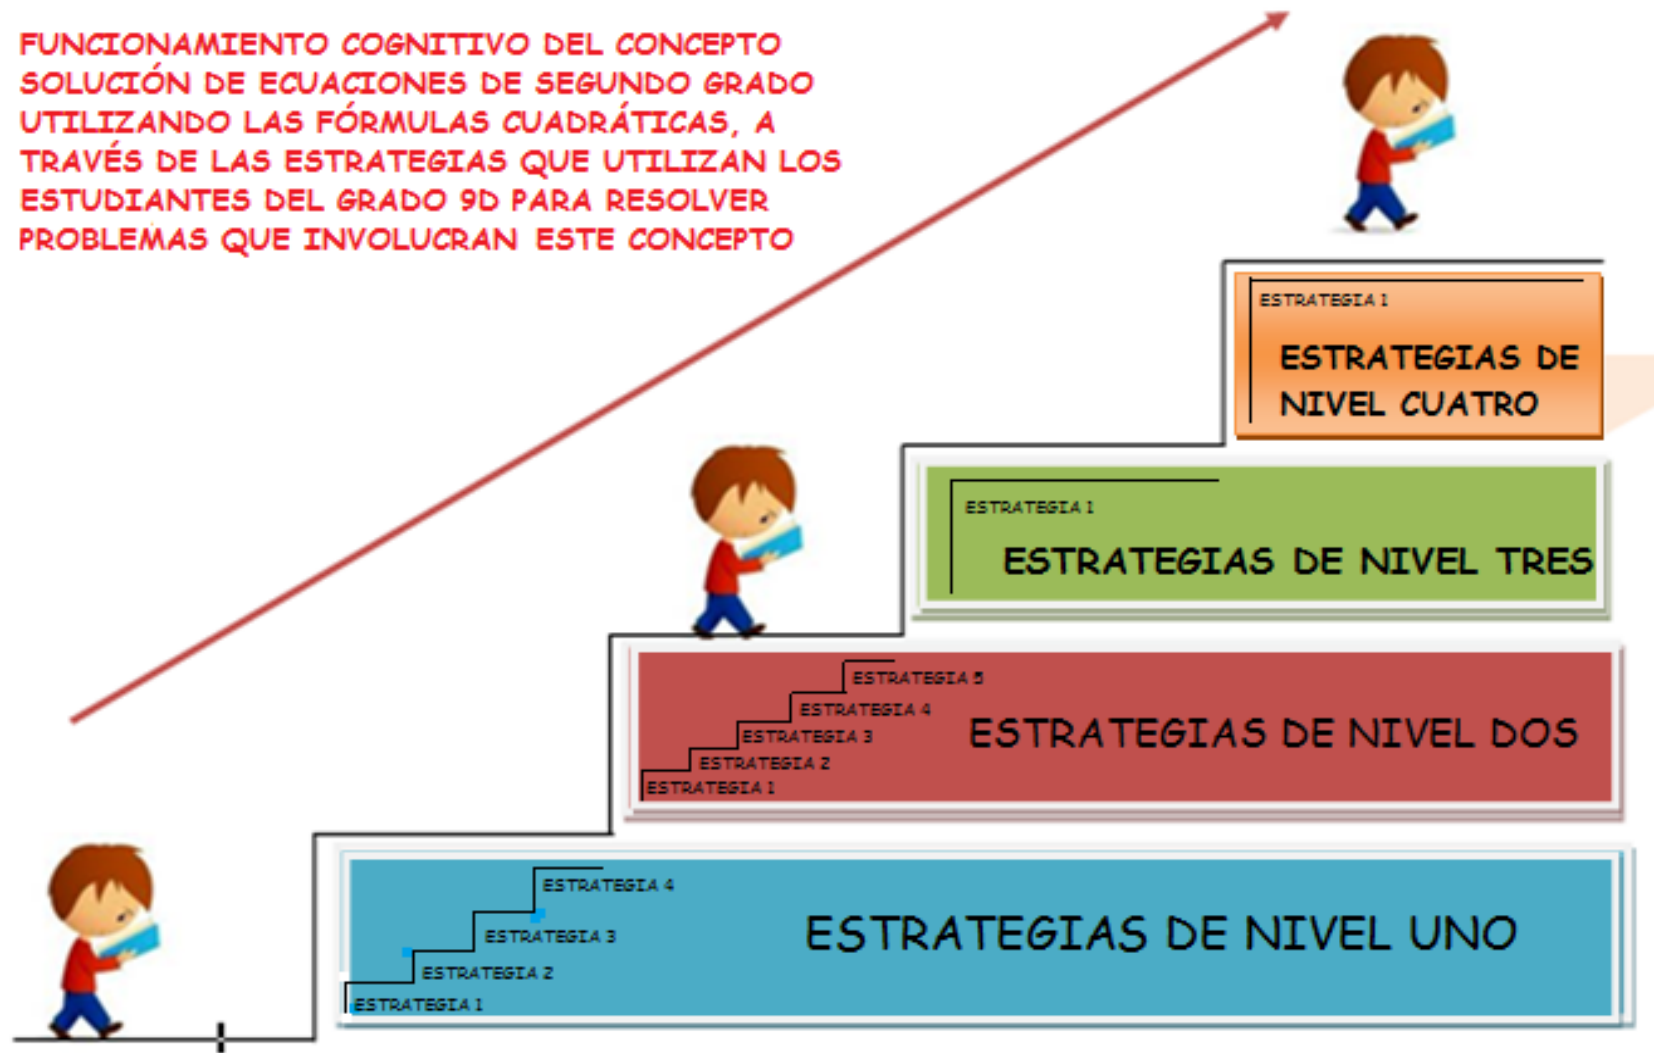 FUNCIONAMIENTO COGNITIVO DEL CONCEPTO
SOLUCIÓN DE ECUACIONES DE SEGUNDO GRADO
UTILIZANDO LAS FÓRMULAS CUADRÁTICAS, A
TRAVÉS DE LAS ESTRATEGIAS QUE UTILIZAN LOS
ESTUDIANTES DEL GRADO 9D PARA RESOLVER
PROBLEMAS QUE INVOLUCRAN ESTE CONCEPTO
ESTRATEGIA 1
ESTRATEGIAS DE
NIVEL CUATRO
ESTRATEGIA 1
ESTRATEGIAS DE NIVEL TRES
ESTRATEGIA 5
ESTRATEGIA 4
ESTRATEGIA 3
ESTRATEGIA 2
ESTRATEGIA 1
ESTRATEGIAS DE NIVEL DOS
ESTRATEGIA 4
ESTRATEGIA 3
ESTRATEGIA 2
ESTRATEGIA 1
ESTRATEGIAS DE NIVEL UNO